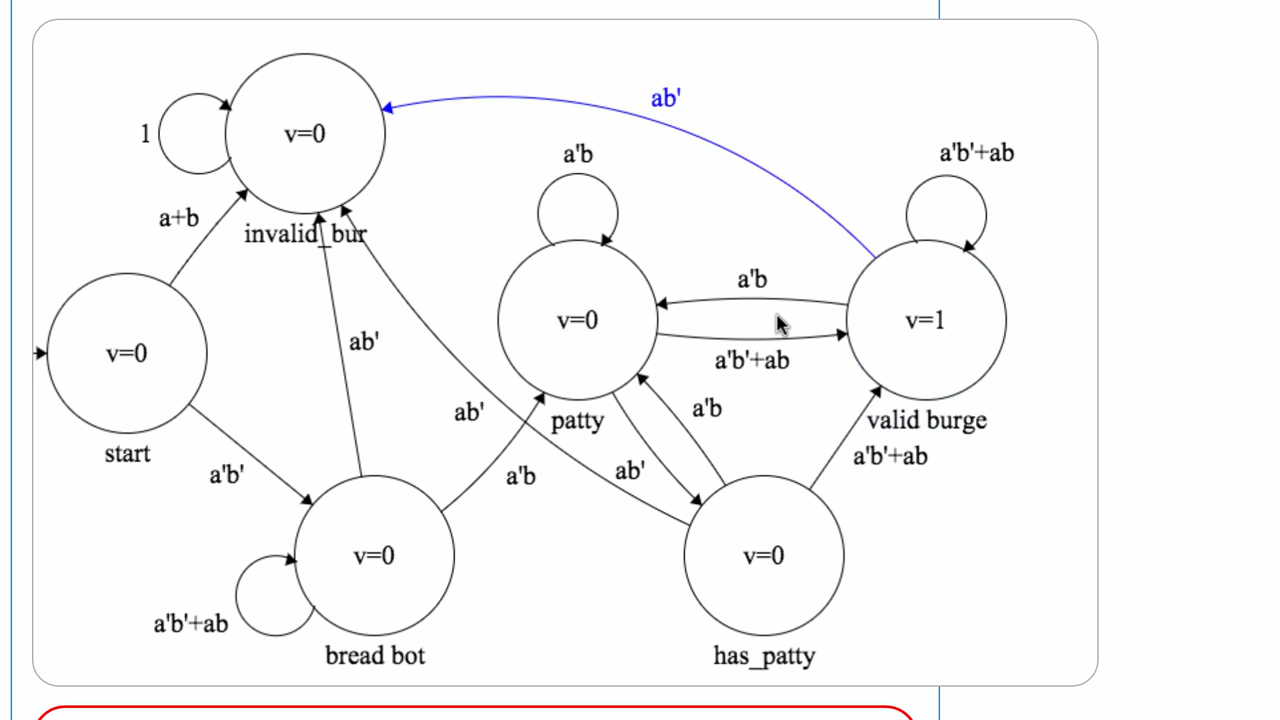 ab'
1
v=0
a'b
a'b'+ab
a+b
invalid_bur
a'b
v=0
v=1
v=0
ab'
a'b'+ab
ab'
a'b
patty
valid burge
start
a'b'
a'b
ab'
a'b'+ab
v=0
v=0
a'b'+ab
bread bot
has_patty